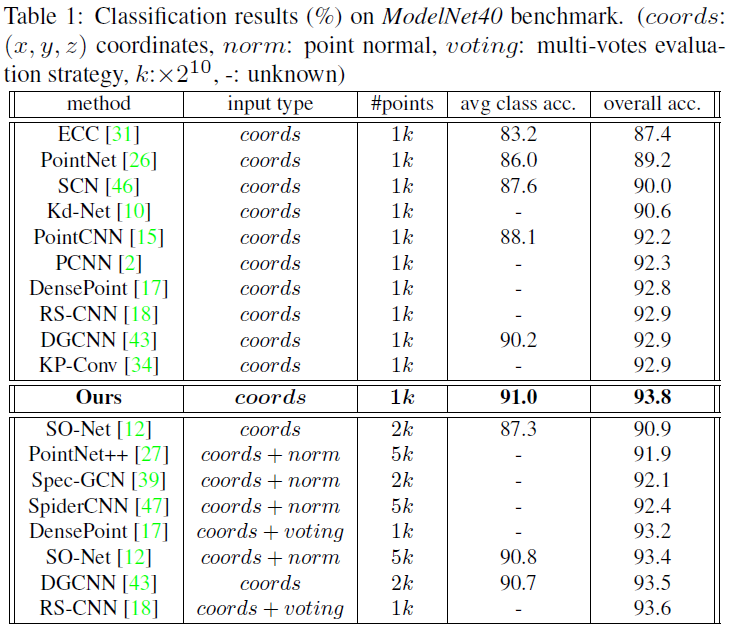 Table 1: Classification results (%) on ModelNet40 benchmark. (coords:
(x, y, z) coordinates, norm: point normal, voting: multi-votes evalua-
tion strategy, k:×2^10, -: unknown)
method input type #points avg class acc. overall acc.
ECC [31] coords 1k 83.2 87.4
PointNet [26] coords 1k 86.0 89.2
SCN [46] coords 1k 87.6 90.0
Kd-Net [10] coords 1k - 90.6
PointCNN [15] coords 1k 88.1 92.2
PCNN [2] coords 1k - 92.3
DensePoint [17] coords 1k - 92.8
RS-CNN [18] coords 1k - 92.9
DGCNN [43] coords 1k 90.2 92.9
KP-Conv [34] coords 1k - 92.9
Ours coords 1k 91.0 93.8
SO-Net [12] coords 2k 87.3 90.9
PointNet++ [27] coords + norm 5k - 91.9
Spec-GCN [39] coords + norm 2k - 92.1
SpiderCNN [47] coords + norm 5k - 92.4
DensePoint [17] coords + voting 1k - 93.2
SO-Net [12] coords + norm 5k 90.8 93.4
DGCNN [43] coords 2k 90.7 93.5
RS-CNN [18] coords + voting 1k - 93.6